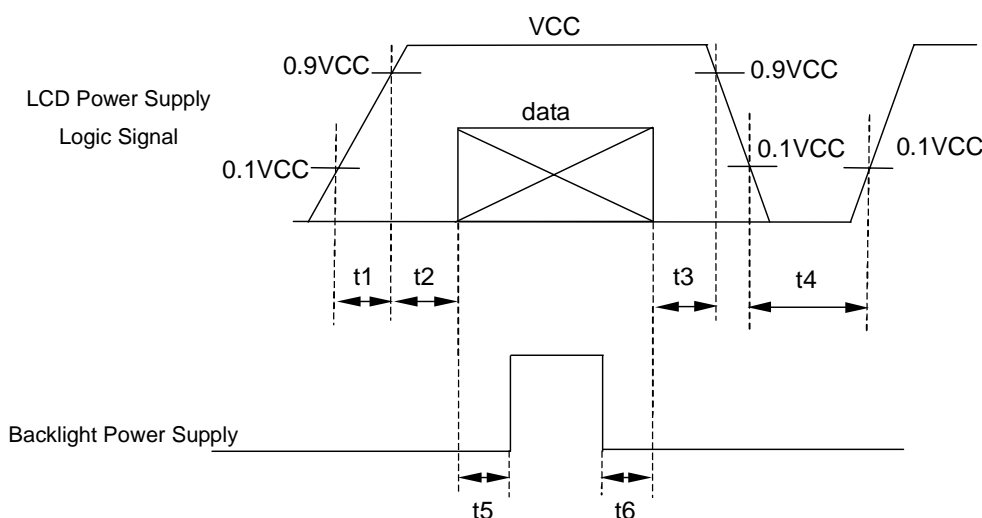 VCC
0.9VCC
0.9VCC
LCD Power Supply
Logic Signal
data
0.1VCC
0.1VCC
0.1VCC
t1
t2
t3
t4
Backlight Power Supply
t5
t6